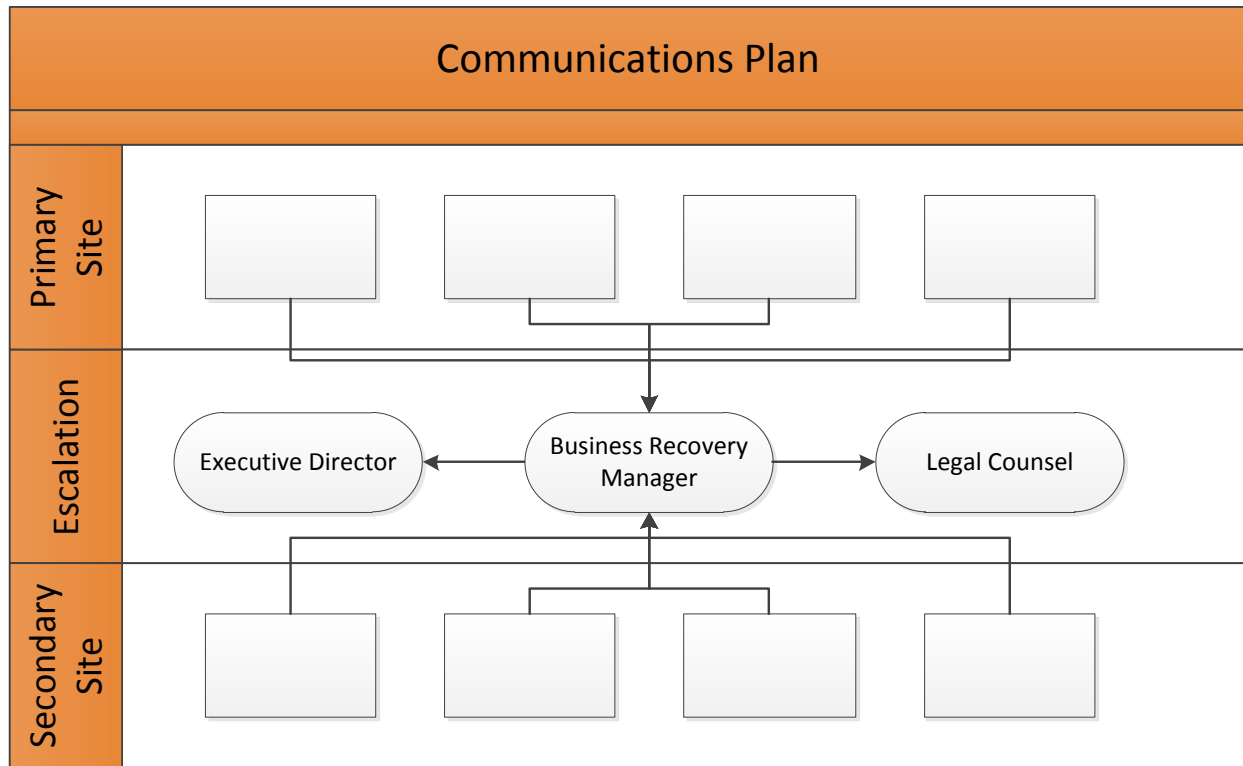 Communications Plan
Primary
Site
Escalation
Executive Director
Business Recovery
Manager
Legal Counsel
Secondary
Site